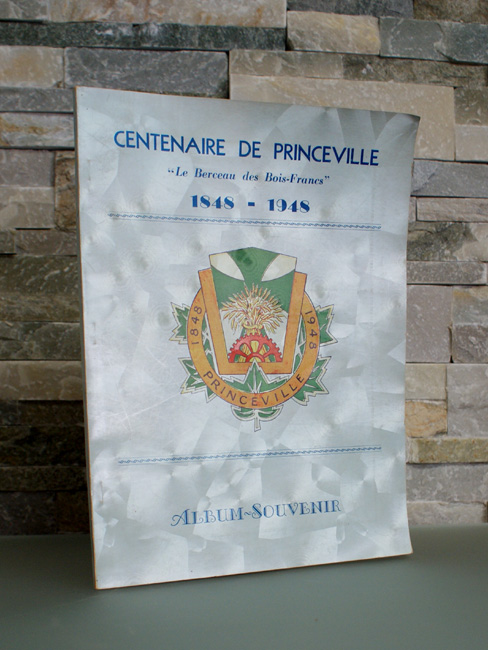 CENTENAIRE DE PRINCEVILLE
"Le Berceau des Bois-Francs"
1848 - 1948
1848 1948
PRINCEVILLE
ALBUM-SOUVENIR